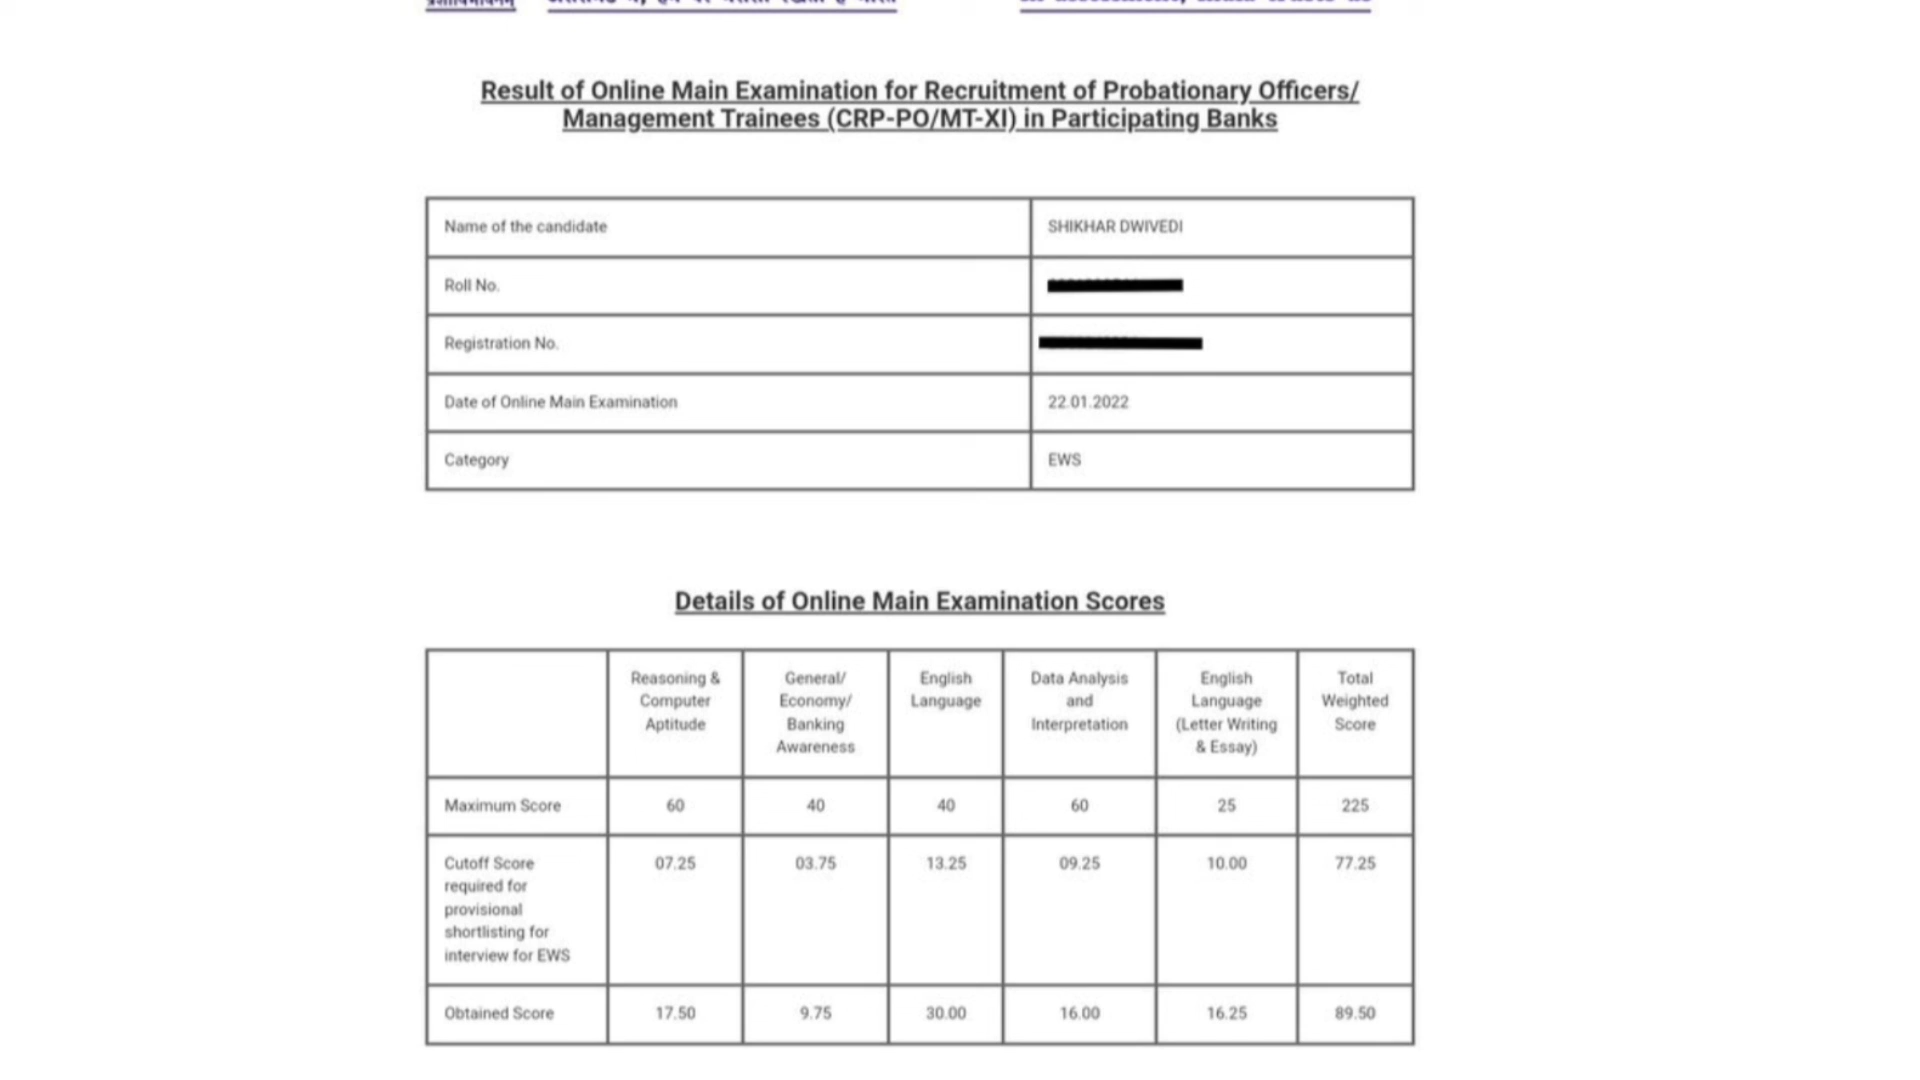 Result of Online Main Examination for Recruitment of Probationary Officers/
Management Trainees (CRP-PO/MT-XI) in Participating Banks
Name of the candidate SHIKHAR DWIVEDI
Roll No.
Registration No.
Date of Online Main Examination 22.01.2022
Category EWS
Details of Online Main Examination Scores
Reasoning & Computer Aptitude
General/ Economy/ Banking Awareness
English Language
Data Analysis and Interpretation
English Language (Letter Writing & Essay)
Total Weighted Score
Maximum Score 60 40 40 60 25 225
Cutoff Score required for provisional shortlisting for interview for EWS 07.25 03.75 13.25 09.25 10.00 77.25
Obtained Score 17.50 9.75 30.00 16.00 16.25 89.50